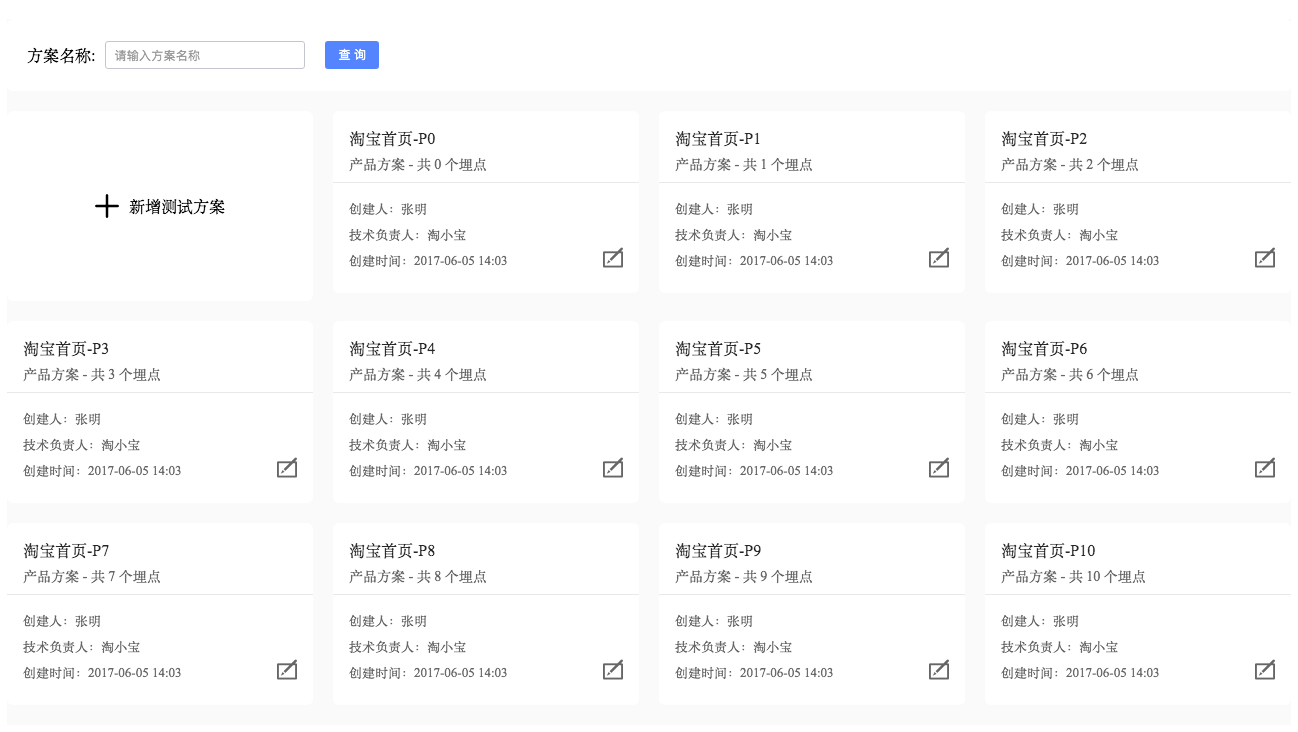 方案名称: 请输入方案名称 查 询
新增测试方案
淘宝首页-P0
产品方案 - 共 0 个埋点
创建人：张明
技术负责人：淘小宝
创建时间：2017-06-05 14:03
淘宝首页-P1
产品方案 - 共 1 个埋点
创建人：张明
技术负责人：淘小宝
创建时间：2017-06-05 14:03
淘宝首页-P2
产品方案 - 共 2 个埋点
创建人：张明
技术负责人：淘小宝
创建时间：2017-06-05 14:03
淘宝首页-P3
产品方案 - 共 3 个埋点
创建人：张明
技术负责人：淘小宝
创建时间：2017-06-05 14:03
淘宝首页-P4
产品方案 - 共 4 个埋点
创建人：张明
技术负责人：淘小宝
创建时间：2017-06-05 14:03
淘宝首页-P5
产品方案 - 共 5 个埋点
创建人：张明
技术负责人：淘小宝
创建时间：2017-06-05 14:03
淘宝首页-P6
产品方案 - 共 6 个埋点
创建人：张明
技术负责人：淘小宝
创建时间：2017-06-05 14:03
淘宝首页-P7
产品方案 - 共 7 个埋点
创建人：张明
技术负责人：淘小宝
创建时间：2017-06-05 14:03
淘宝首页-P8
产品方案 - 共 8 个埋点
创建人：张明
技术负责人：淘小宝
创建时间：2017-06-05 14:03
淘宝首页-P9
产品方案 - 共 9 个埋点
创建人：张明
技术负责人：淘小宝
创建时间：2017-06-05 14:03
淘宝首页-P10
产品方案 - 共 10 个埋点
创建人：张明
技术负责人：淘小宝
创建时间：2017-06-05 14:03